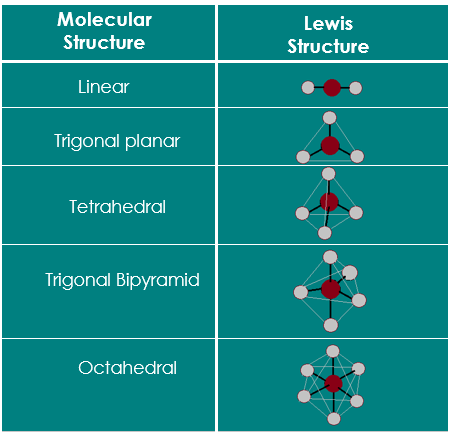 Molecular
Structure
Lewis
Structure
Linear
Trigonal planar
Tetrahedral
Trigonal Bipyramid
Octahedral